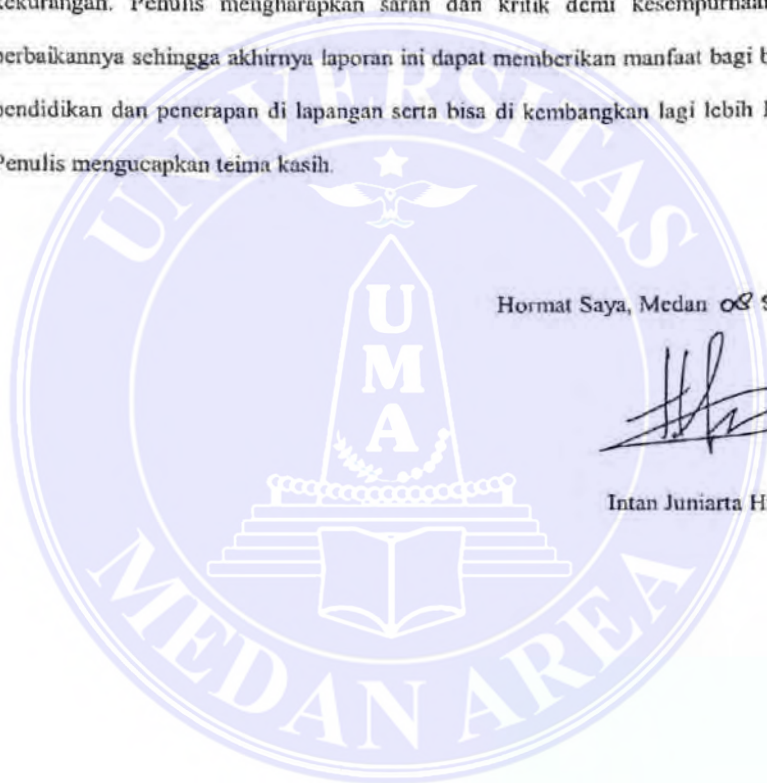 kekurangan. Penulis mengharapkan saran dan kritik demi kesempurnaan
perbaikannya sehingga akhirnya laporan ini dapat memberikan manfaat bagi b
pendidikan dan penerapan di lapangan serta bisa di kembangkan lagi lebih l
Penulis mengucapkan teima kasih.
UNIVERSITAS
Hormat Saya, Medan 08 S
U
M
A
Intan Juniarta H
MEDAN AREA